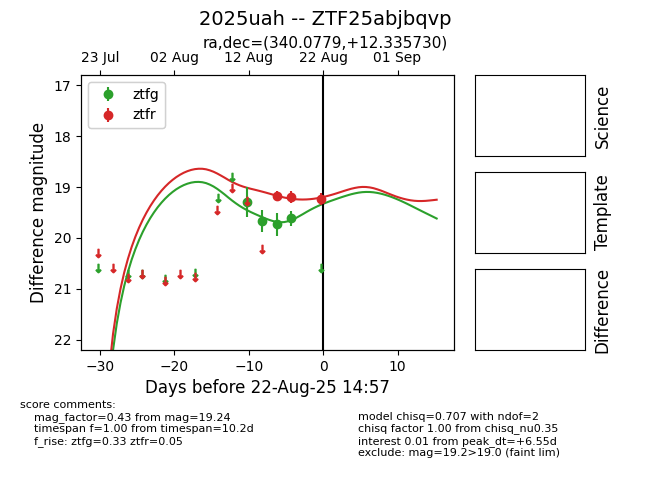 2025uah -- ZTF25abjbqvp
ra,dec=(340.0779,+12.335730)
23 Jul 02 Aug 12 Aug 22 Aug 01 Sep
17
18
19
20
21
22
Difference magnitude
ztfg
ztfr
−30 −20 −10 0 10
Days before 22-Aug-25 14:57
Science
Template
Difference
score comments:
mag_factor=0.43 from mag=19.24
timespan f=1.00 from timespan=10.2d
f_rise: ztfg=0.33 ztfr=0.05
model chisq=0.707 with ndof=2
chisq factor 1.00 from chisq_nu0.35
interest 0.01 from peak_dt=+6.55d
exclude: mag=19.2>19.0 (faint lim)